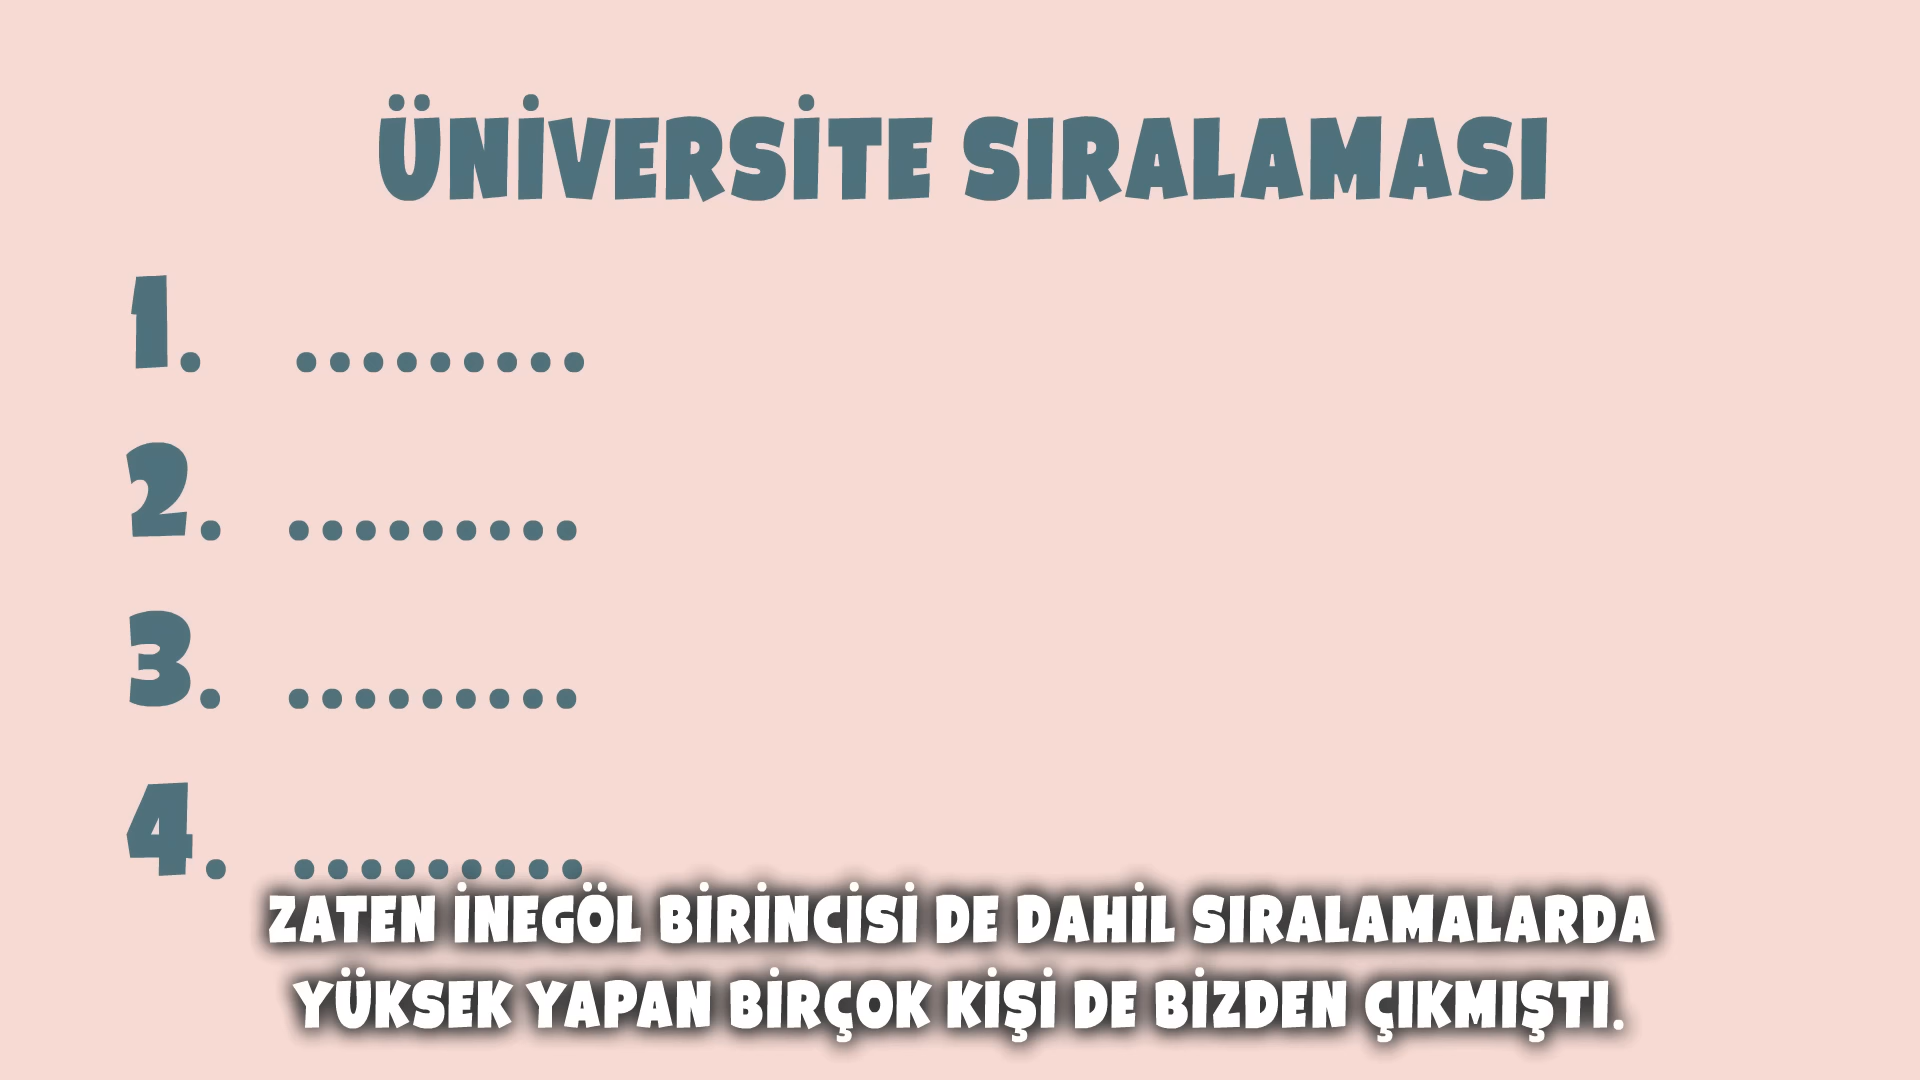 ÜNİVERSİTE SIRALAMASI
1. .........
2. .........
3. .........
4. .........
ZATEN İNEGÖL BİRİNCİSİ DE DAHİL SIRALAMALARDA
YÜKSEK YAPAN BİRÇOK KİŞİ DE BİZDEN ÇIKMIŞTI.